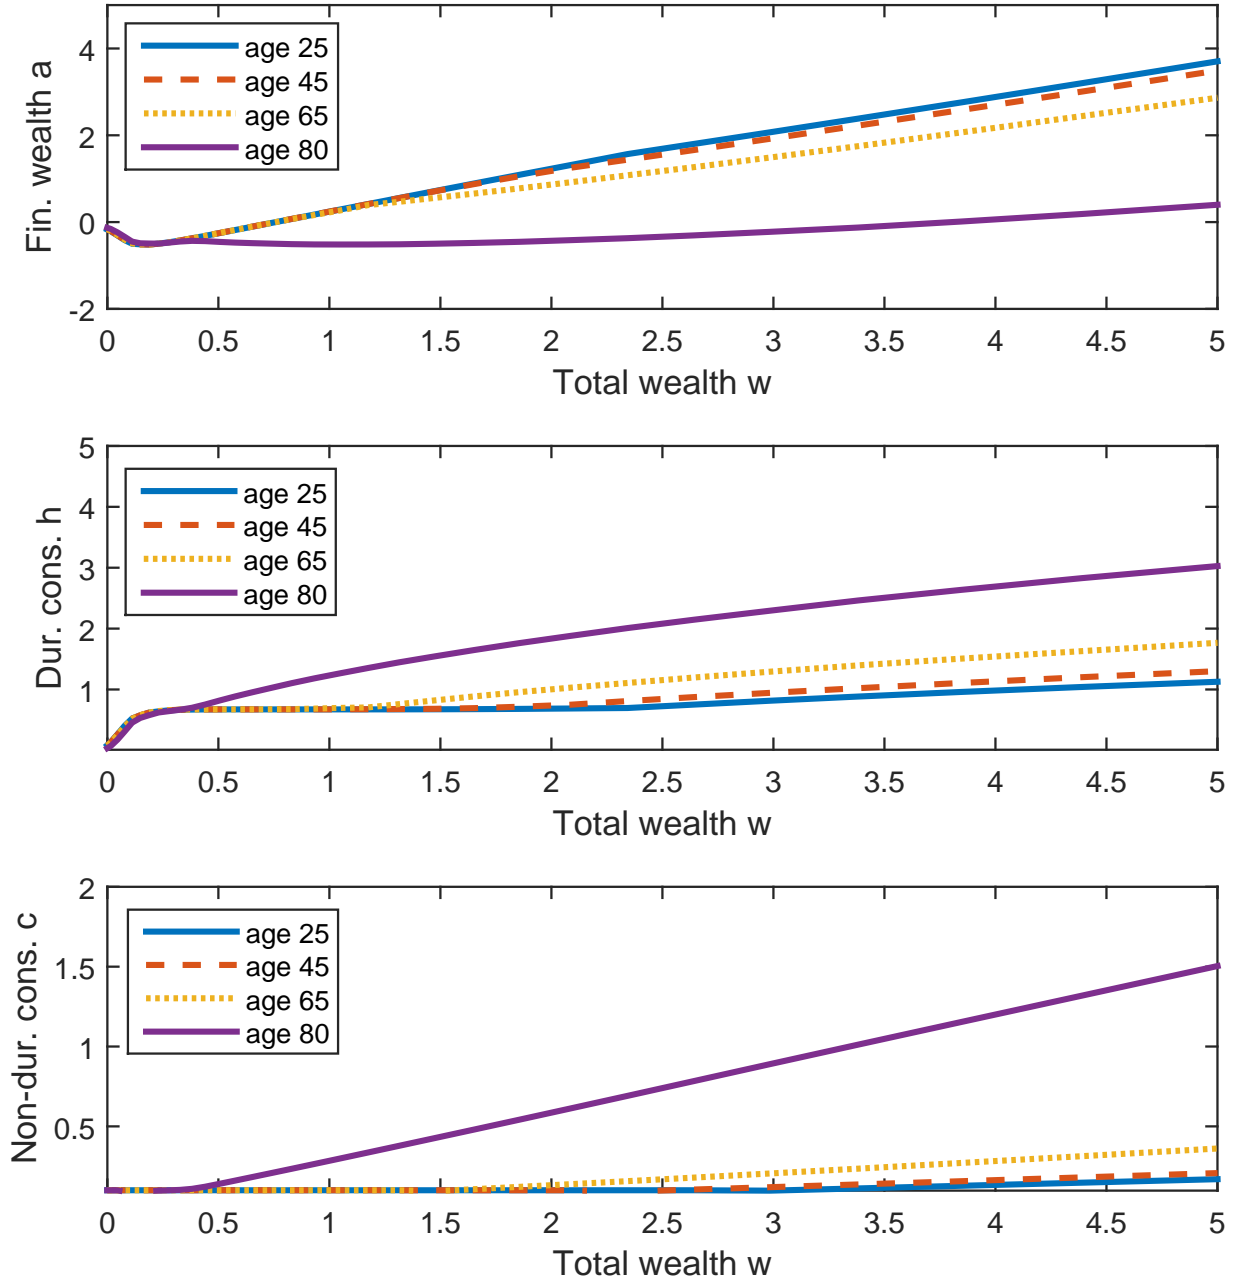 Fin. wealth a
4
2
0
-2
age 25
age 45
age 65
age 80
0 0.5 1 1.5 2 2.5 3 3.5 4 4.5 5
Total wealth w
Dur. cons. h
5
4
3
2
1
age 25
age 45
age 65
age 80
0 0.5 1 1.5 2 2.5 3 3.5 4 4.5 5
Total wealth w
Non-dur. cons. c
2
1.5
1
0.5
age 25
age 45
age 65
age 80
0 0.5 1 1.5 2 2.5 3 3.5 4 4.5 5
Total wealth w